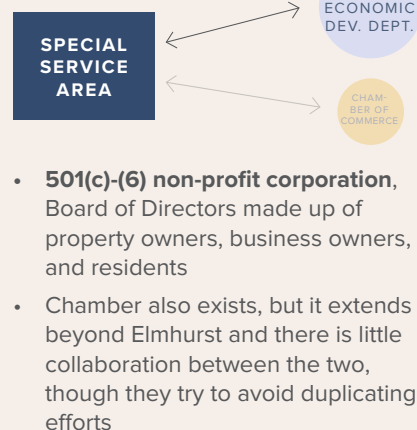 ECONOMIC
DEV. DEPT.
SPECIAL
SERVICE
AREA
CHAM-
BER OF
COMMERCE
• 501(c)-(6) non-profit corporation,
Board of Directors made up of
property owners, business owners,
and residents
• Chamber also exists, but it extends
beyond Elmhurst and there is little
collaboration between the two,
though they try to avoid duplicating
efforts